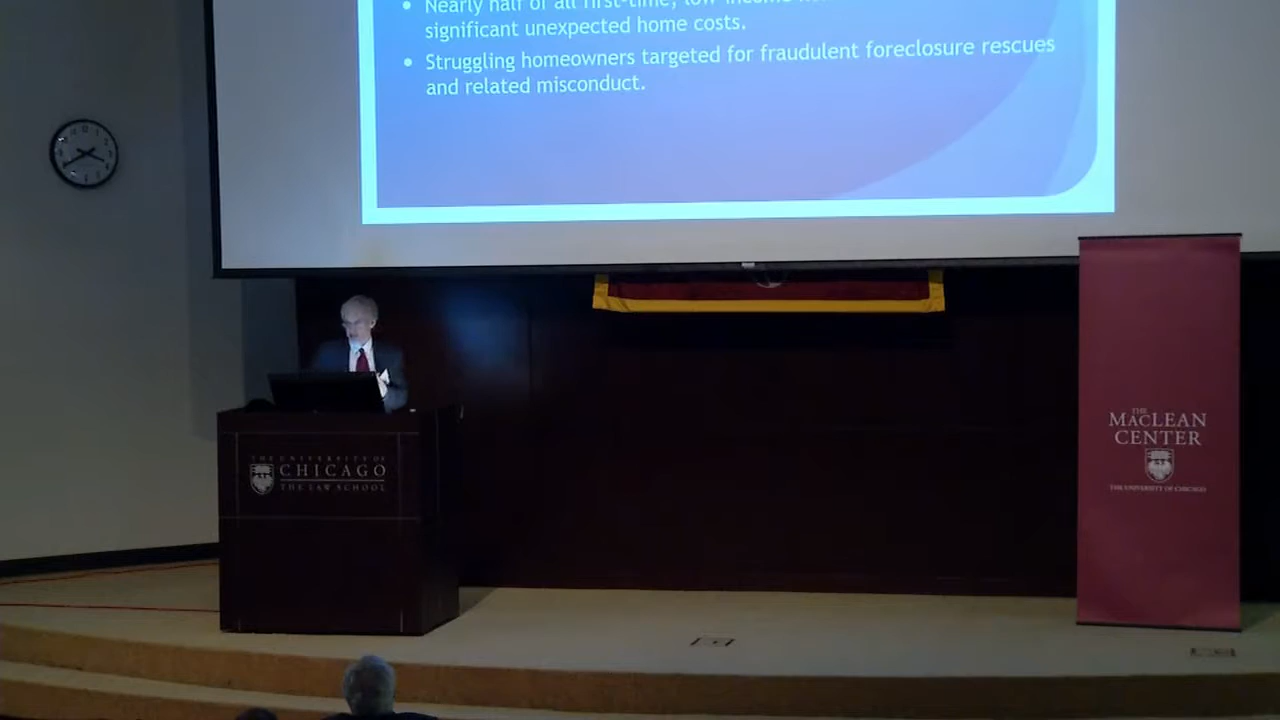 Nearly half of all first-time, low-income
significant unexpected home costs.
Struggling homeowners targeted for fraudulent foreclosure rescues
and related misconduct.
THE UNIVERSITY OF
CHICAGO
THE LAW SCHOOL
THE
MACLEAN
CENTER
THE UNIVERSITY OF CHICAGO